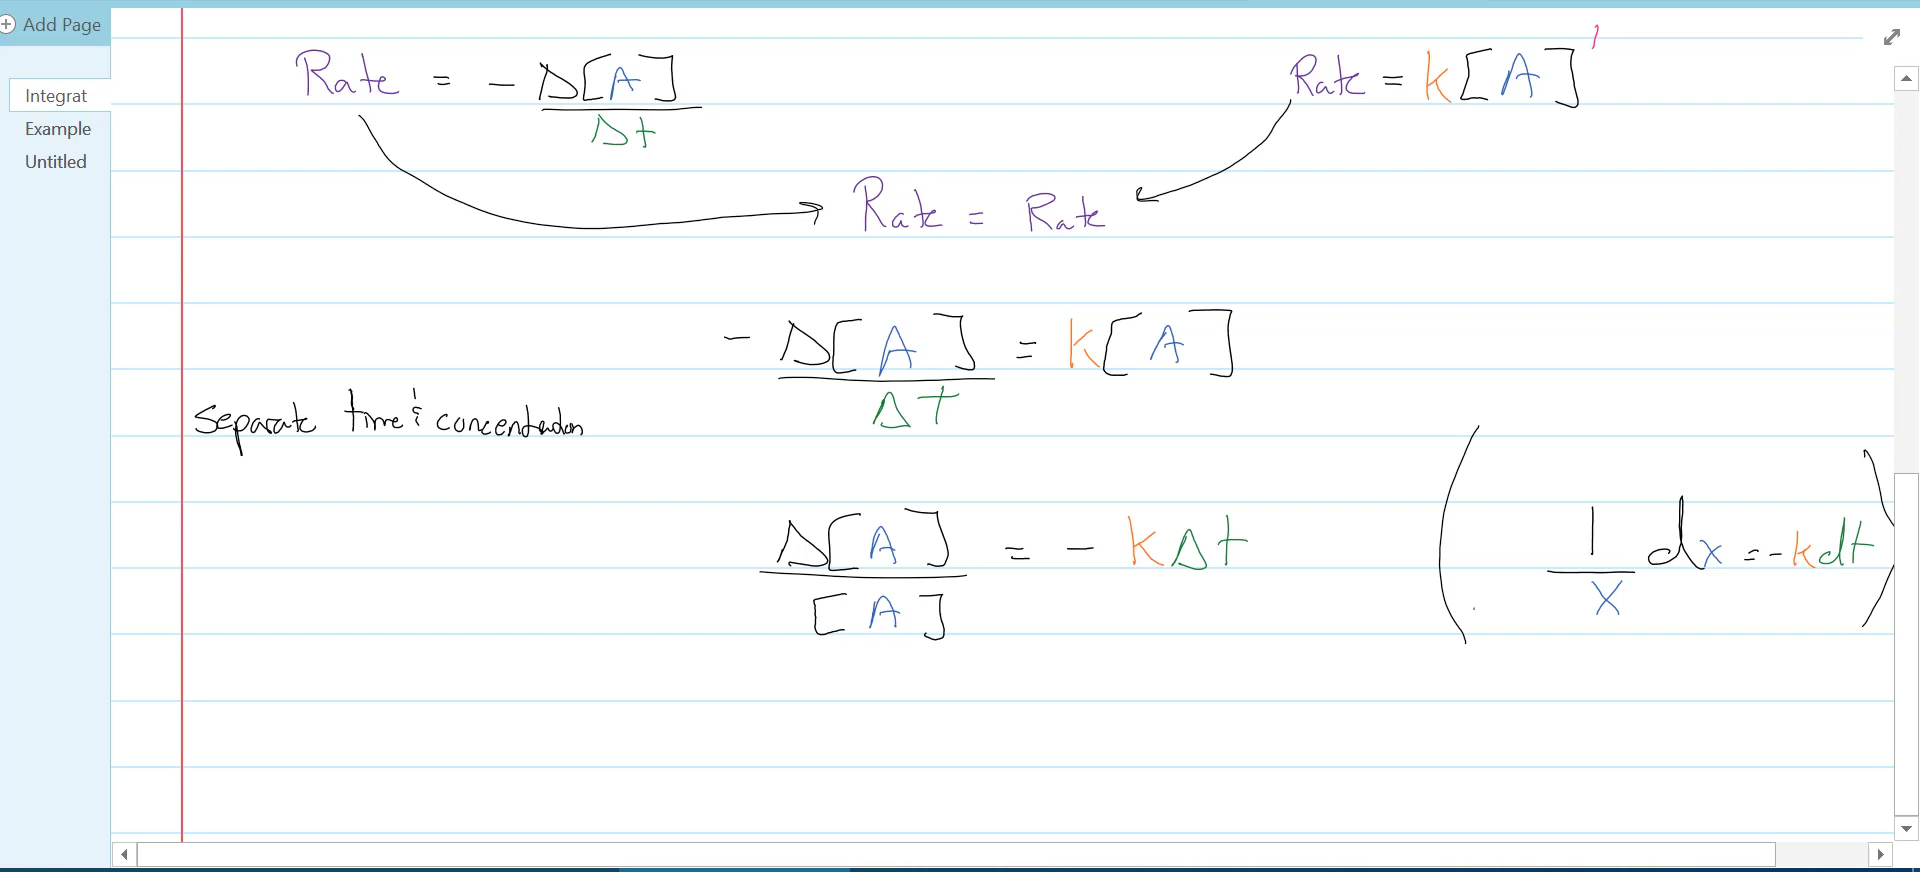 Add Page
Integrat
Example
Untitled
Rate = - Δ[A] / Δt
Rate = k[A]¹
Rate = Rate
- Δ[A] / Δt = k[A]
Separate time & concentration
Δ[A] / [A] = - kΔt
( 1 / x dx = - kdt )